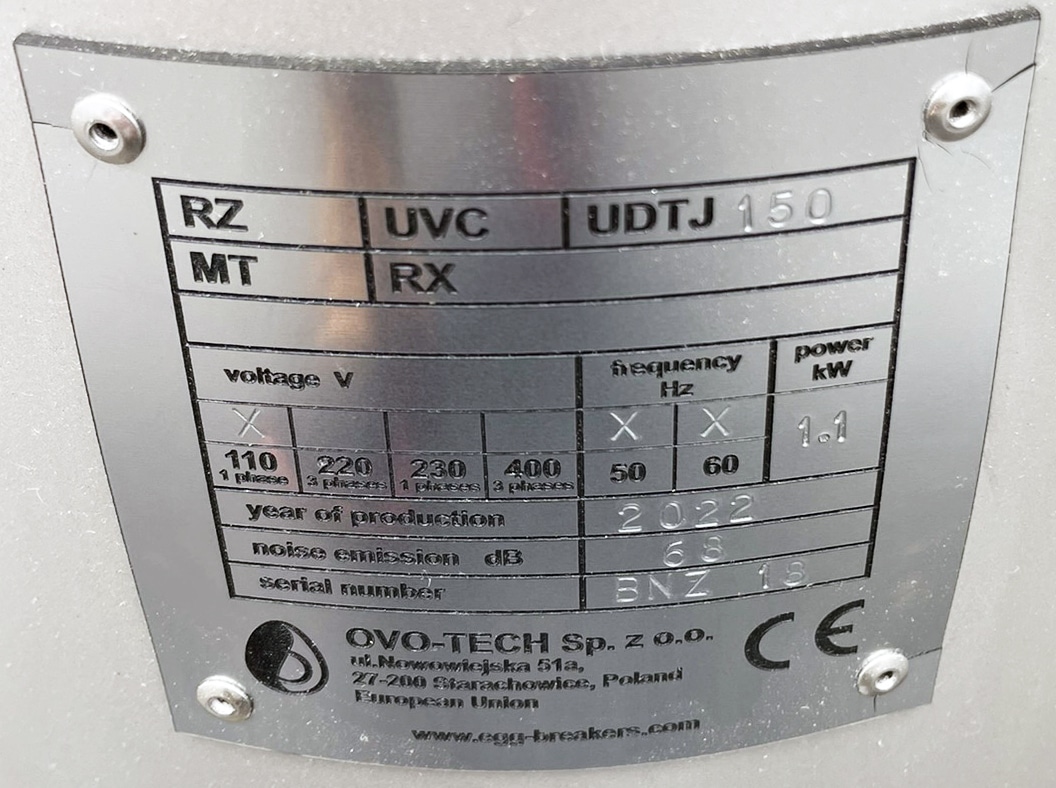 RZ UVC UDTJ 150
MT RX
voltage V frequency Hz power kW
X X X 1.1
110 1 phase 220 3 phases 230 1 phases 400 3 phases 50 60
year of production 2022
noise emission dB 68
serial number BNZ 18
OVO-TECH Sp. z o.o.
ul.Nowowiejska 51a,
27-200 Starachowice, Poland
European Union
CE
www.egg-breakers.com